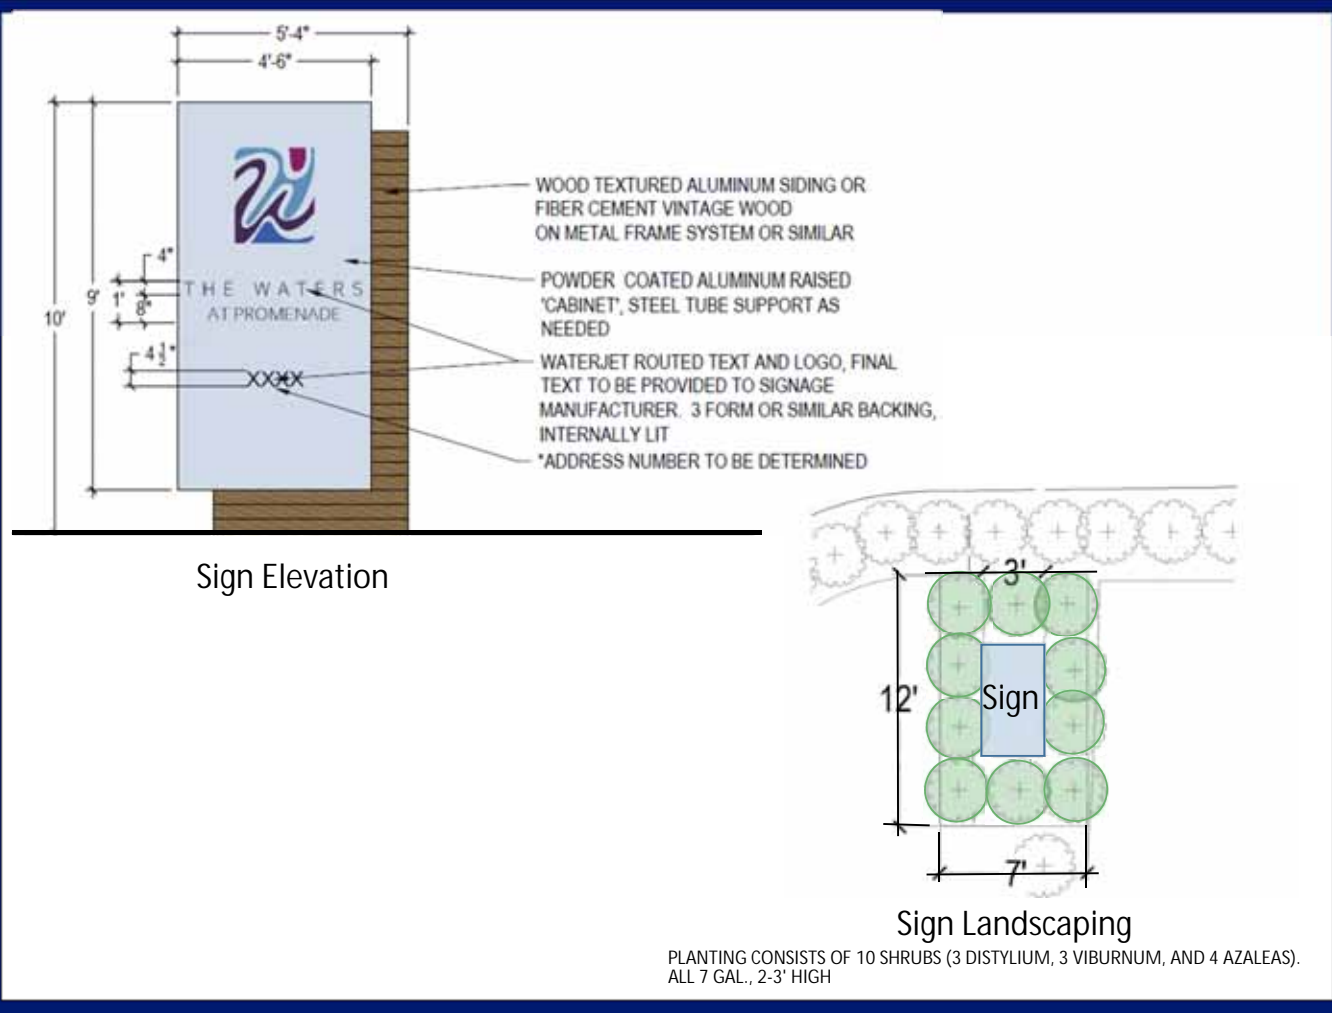 5'-4"
4'-6"
WOOD TEXTURED ALUMINUM SIDING OR
FIBER CEMENT VINTAGE WOOD
ON METAL FRAME SYSTEM OR SIMILAR
4"
POWDER COATED ALUMINUM RAISED
'CABINET', STEEL TUBE SUPPORT AS
NEEDED
THE WATERS
AT PROMENADE
9'
1'
8"
10'
4½"
WATERJET ROUTED TEXT AND LOGO, FINAL
TEXT TO BE PROVIDED TO SIGNAGE
MANUFACTURER. 3 FORM OR SIMILAR BACKING,
INTERNALLY LIT
XXXX
*ADDRESS NUMBER TO BE DETERMINED
Sign Elevation
3'
12'
Sign
7'
Sign Landscaping
PLANTING CONSISTS OF 10 SHRUBS (3 DISTYLIUM, 3 VIBURNUM, AND 4 AZALEAS).
ALL 7 GAL., 2-3' HIGH